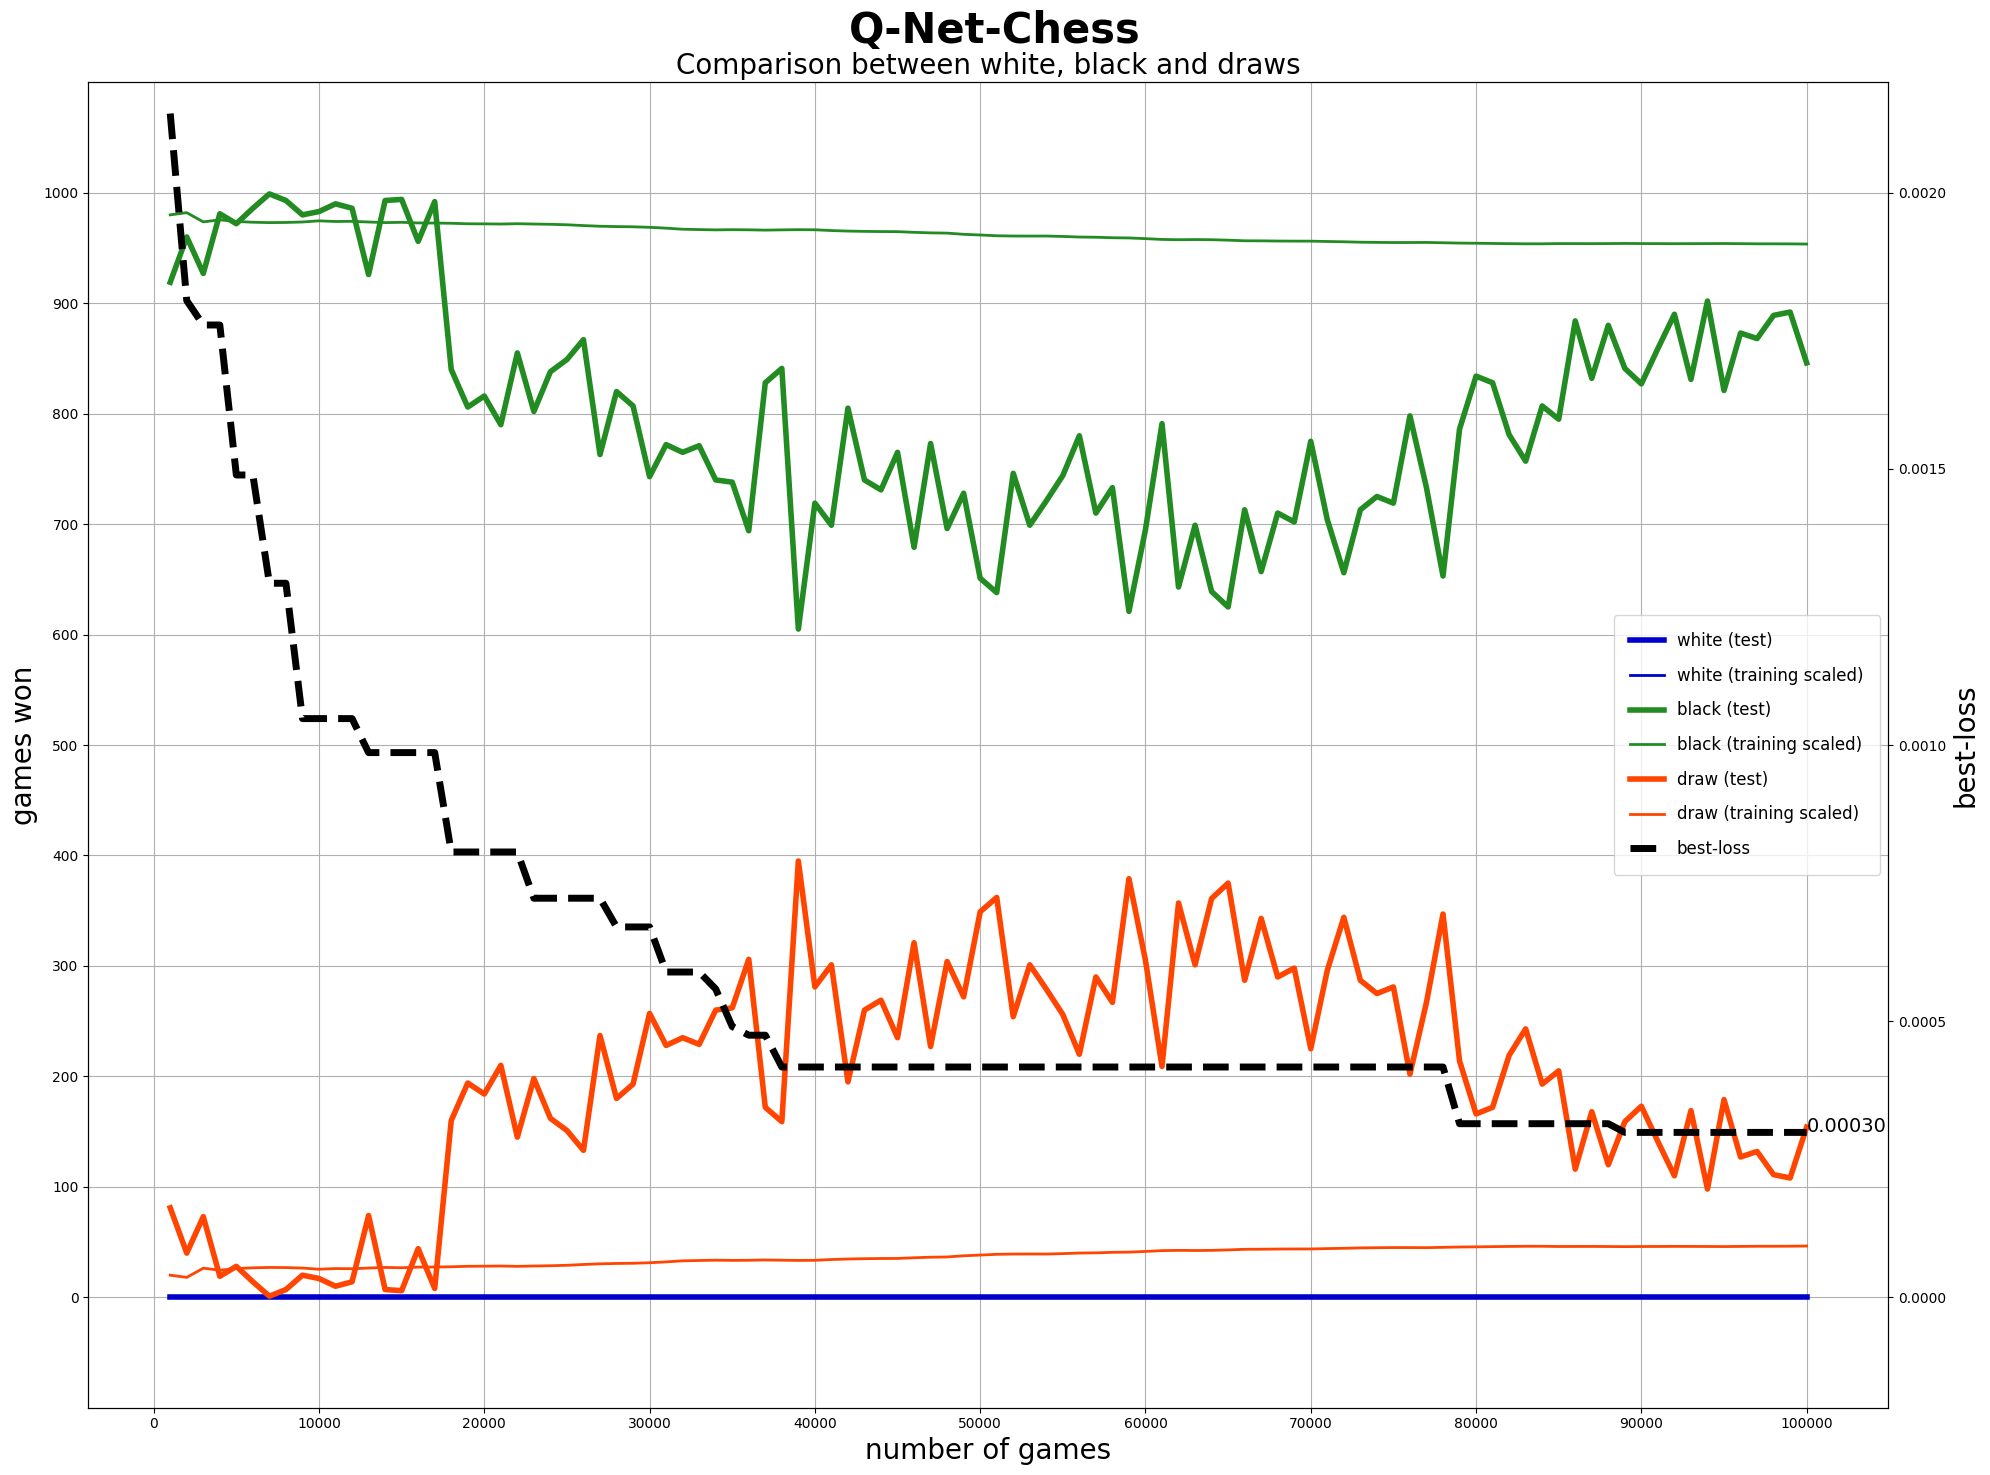 Q-Net-Chess
Comparison between white, black and draws
games won
1000
900
800
700
600
500
400
300
200
100
0
0.0020
0.0015
0.0010
0.0005
0.0000
best-loss
white (test)
white (training scaled)
black (test)
black (training scaled)
draw (test)
draw (training scaled)
best-loss
0.00030
0 10000 20000 30000 40000 50000 60000 70000 80000 90000 100000
number of games